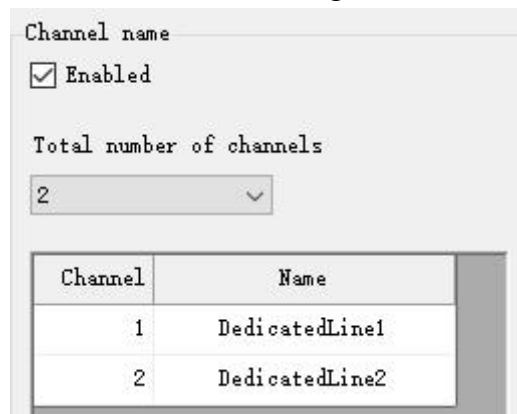 Channel name
Enabled
Total number of channels
2
Channel Name
1 DedicatedLine1
2 DedicatedLine2